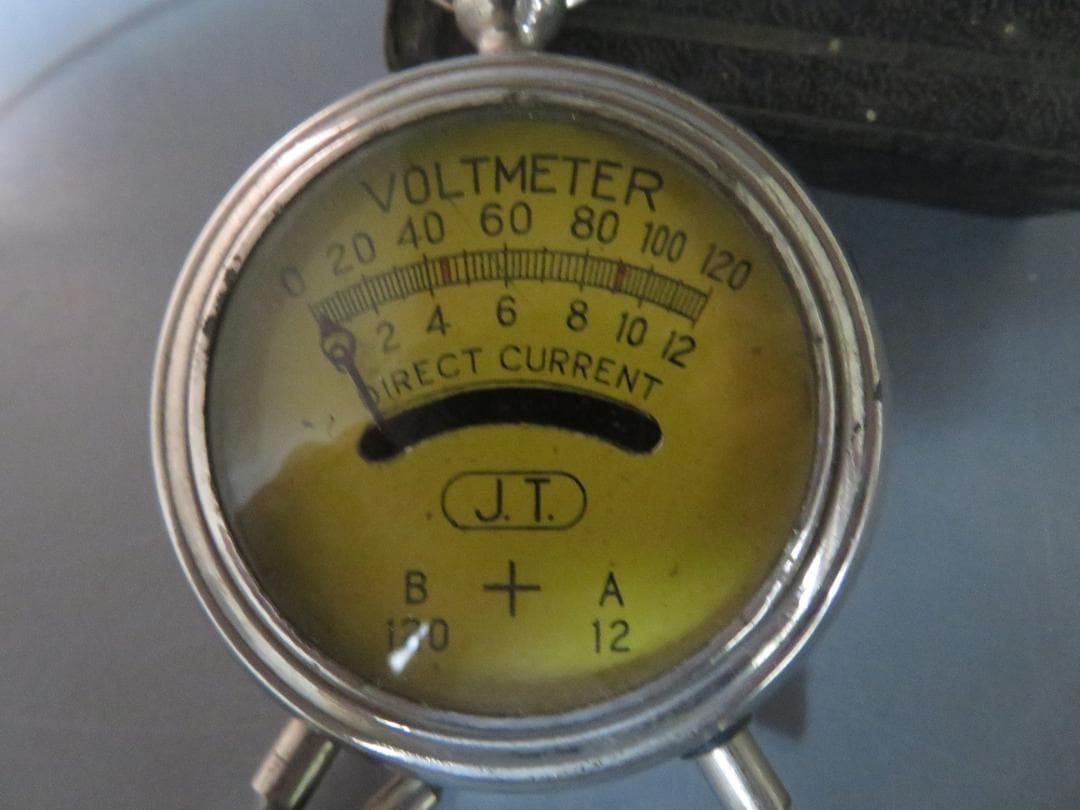 VOLTMETER
0 20 40 60 80 100 120
2 4 6 8 10 12
DIRECT CURRENT
J.T.
B + A
120 12